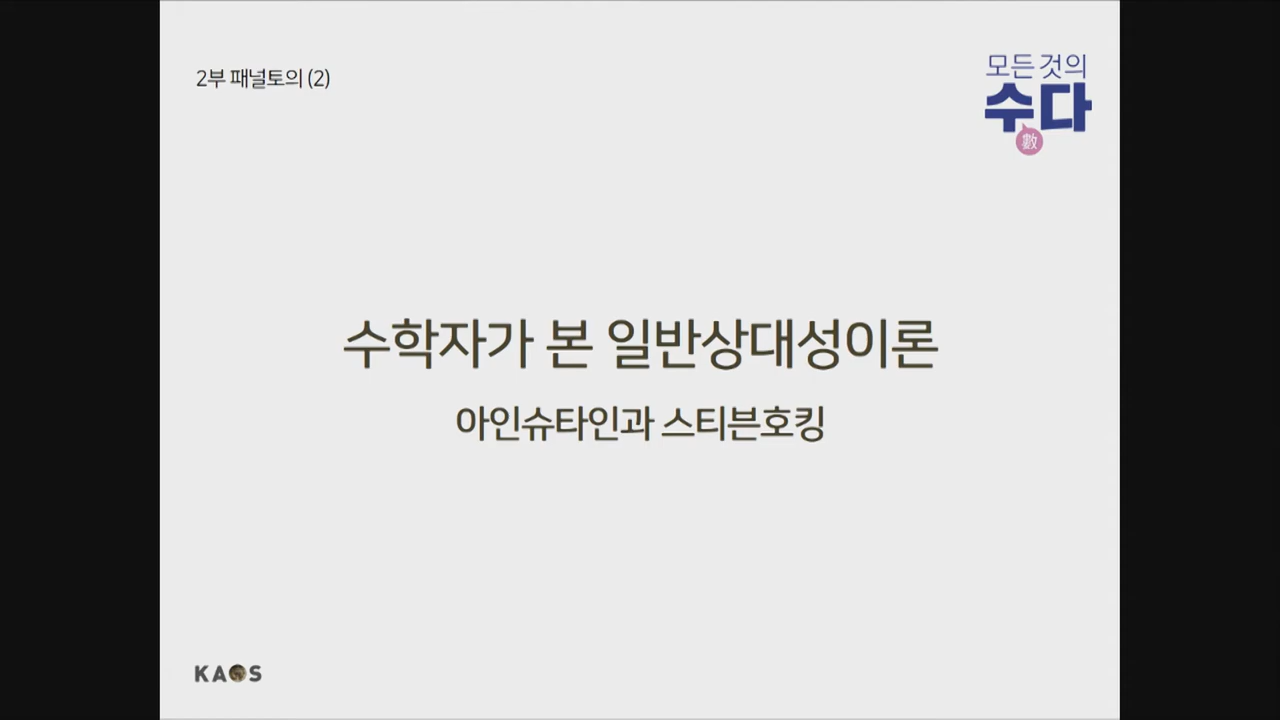 2부 패널토의 (2)
모든 것의
수다
數
수학자가 본 일반상대성이론
아인슈타인과 스티븐호킹
KAOS